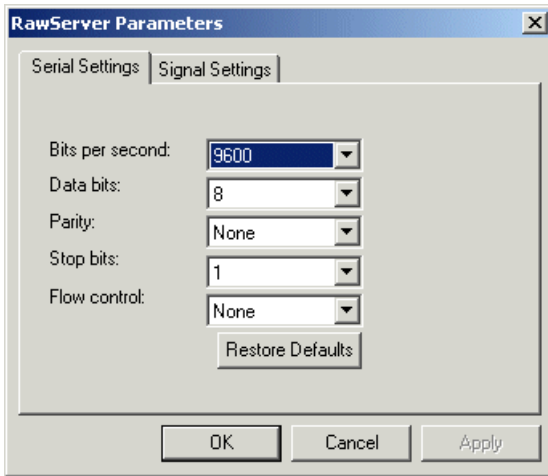 RawServer Parameters
Serial Settings Signal Settings
Bits per second: 9600
Data bits: 8
Parity: None
Stop bits: 1
Flow control: None
Restore Defaults
OK Cancel Apply